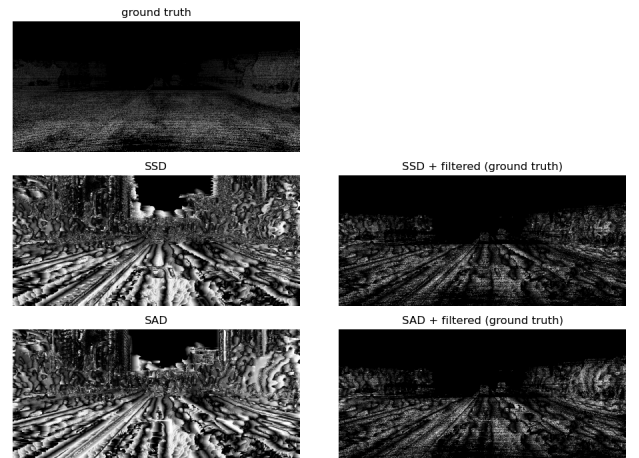 ground truth
SSD
SSD + filtered (ground truth)
SAD
SAD + filtered (ground truth)